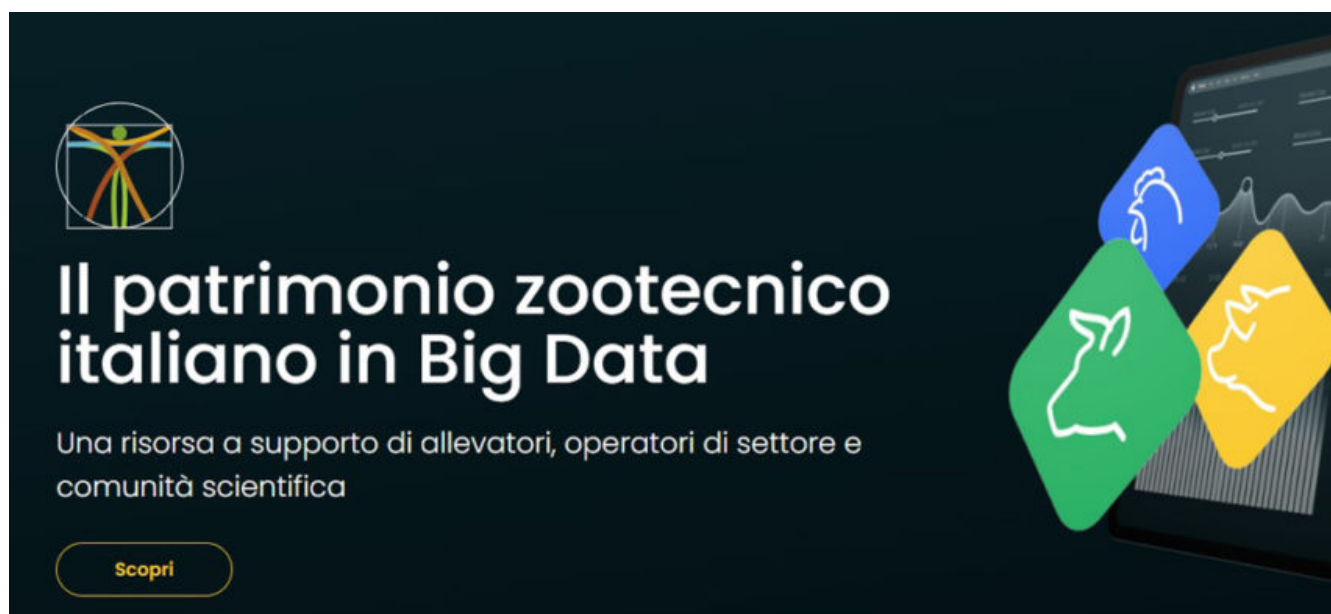 Il patrimonio zootecnico
italiano in Big Data
Una risorsa a supporto di allevatori, operatori di settore e
comunità scientifica
Scopri